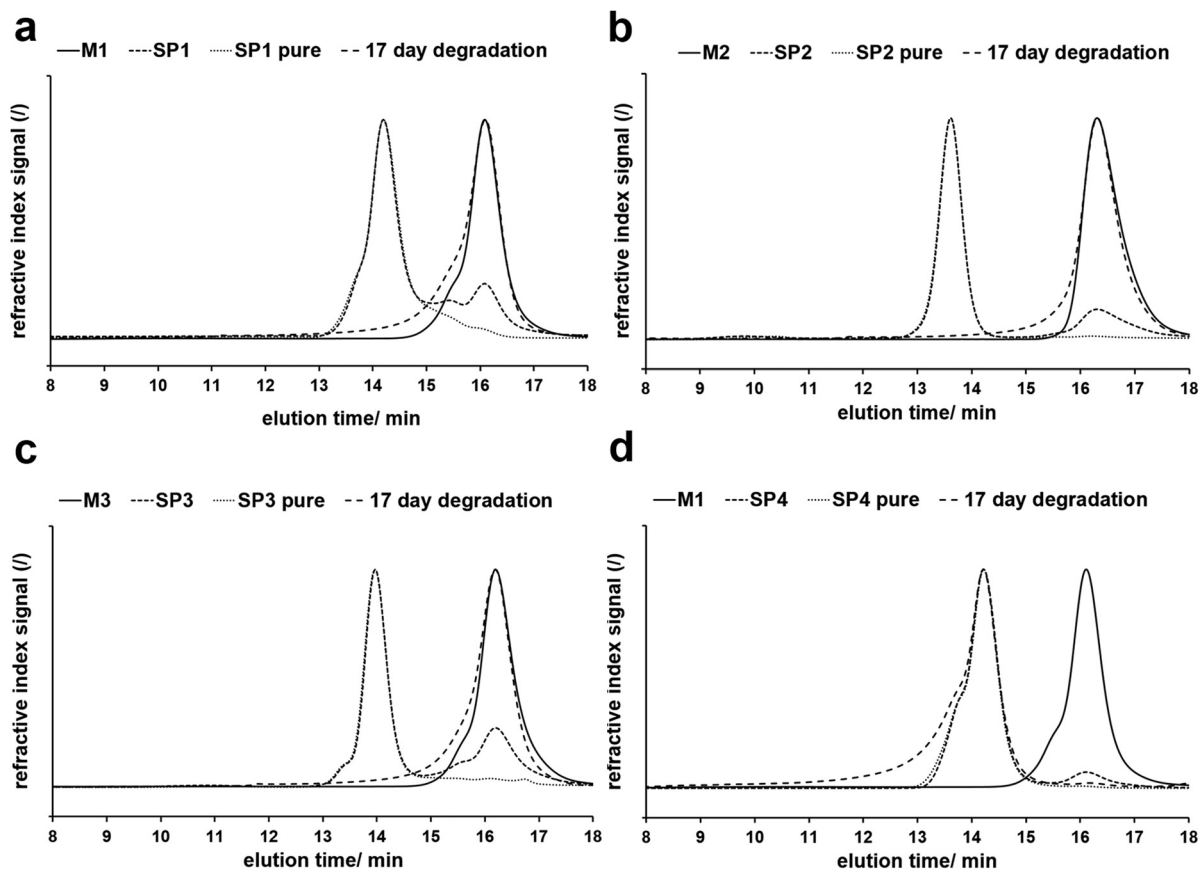 a
M1 SP1 SP1 pure 17 day degradation
refractive index signal (/)
8 9 10 11 12 13 14 15 16 17 18
elution time/ min
b
M2 SP2 SP2 pure 17 day degradation
refractive index signal (/)
8 9 10 11 12 13 14 15 16 17 18
elution time/ min
c
M3 SP3 SP3 pure 17 day degradation
refractive index signal (/)
8 9 10 11 12 13 14 15 16 17 18
elution time/ min
d
M1 SP4 SP4 pure 17 day degradation
refractive index signal (/)
8 9 10 11 12 13 14 15 16 17 18
elution time/ min